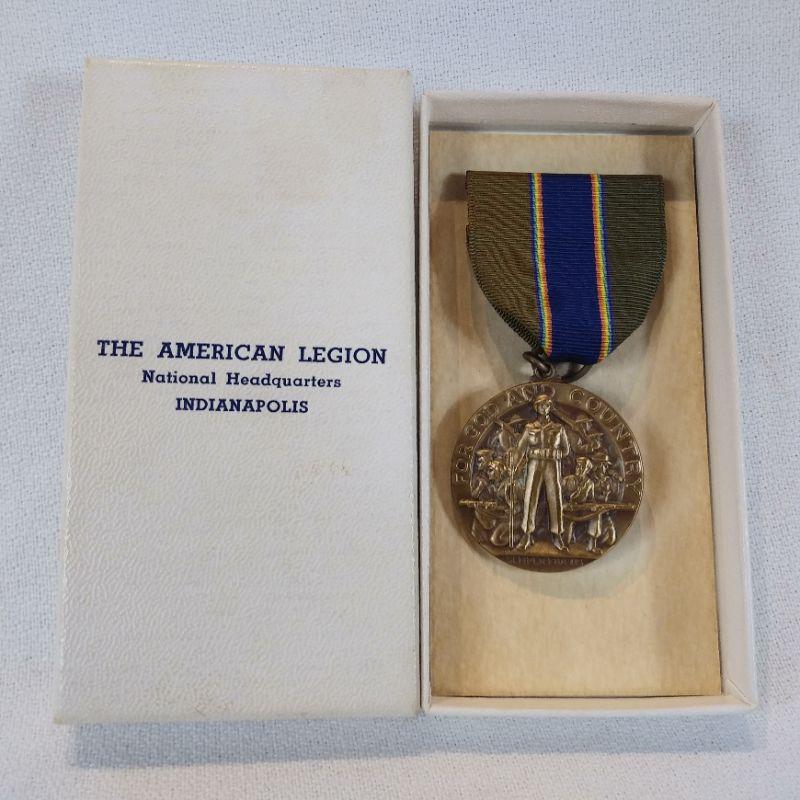 THE AMERICAN LEGION
National Headquarters
INDIANAPOLIS
FOR GOD AND COUNTRY